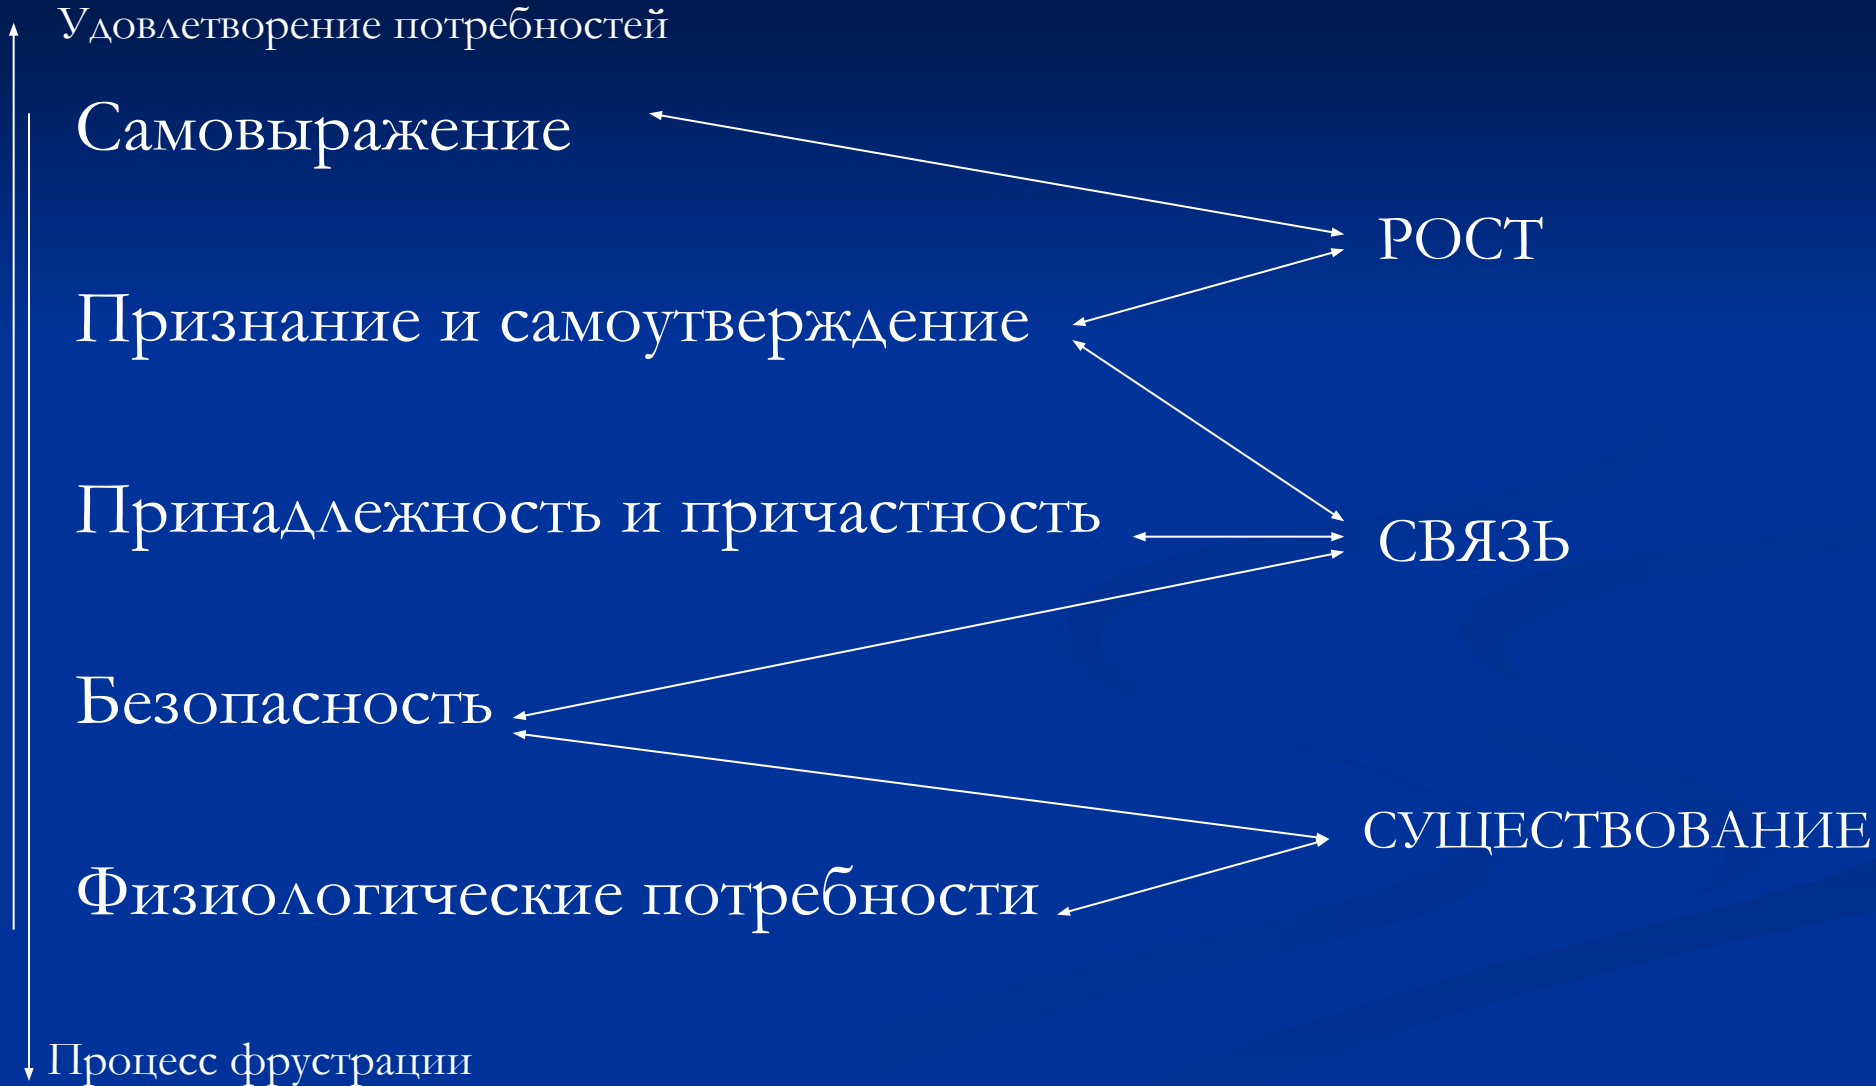 Удовлетворение потребностей
Самовыражение
РОСТ
Признание и самоутверждение
Принадлежность и причастность
СВЯЗЬ
Безопасность
СУЩЕСТВОВАНИЕ
Физиологические потребности
Процесс фрустрации